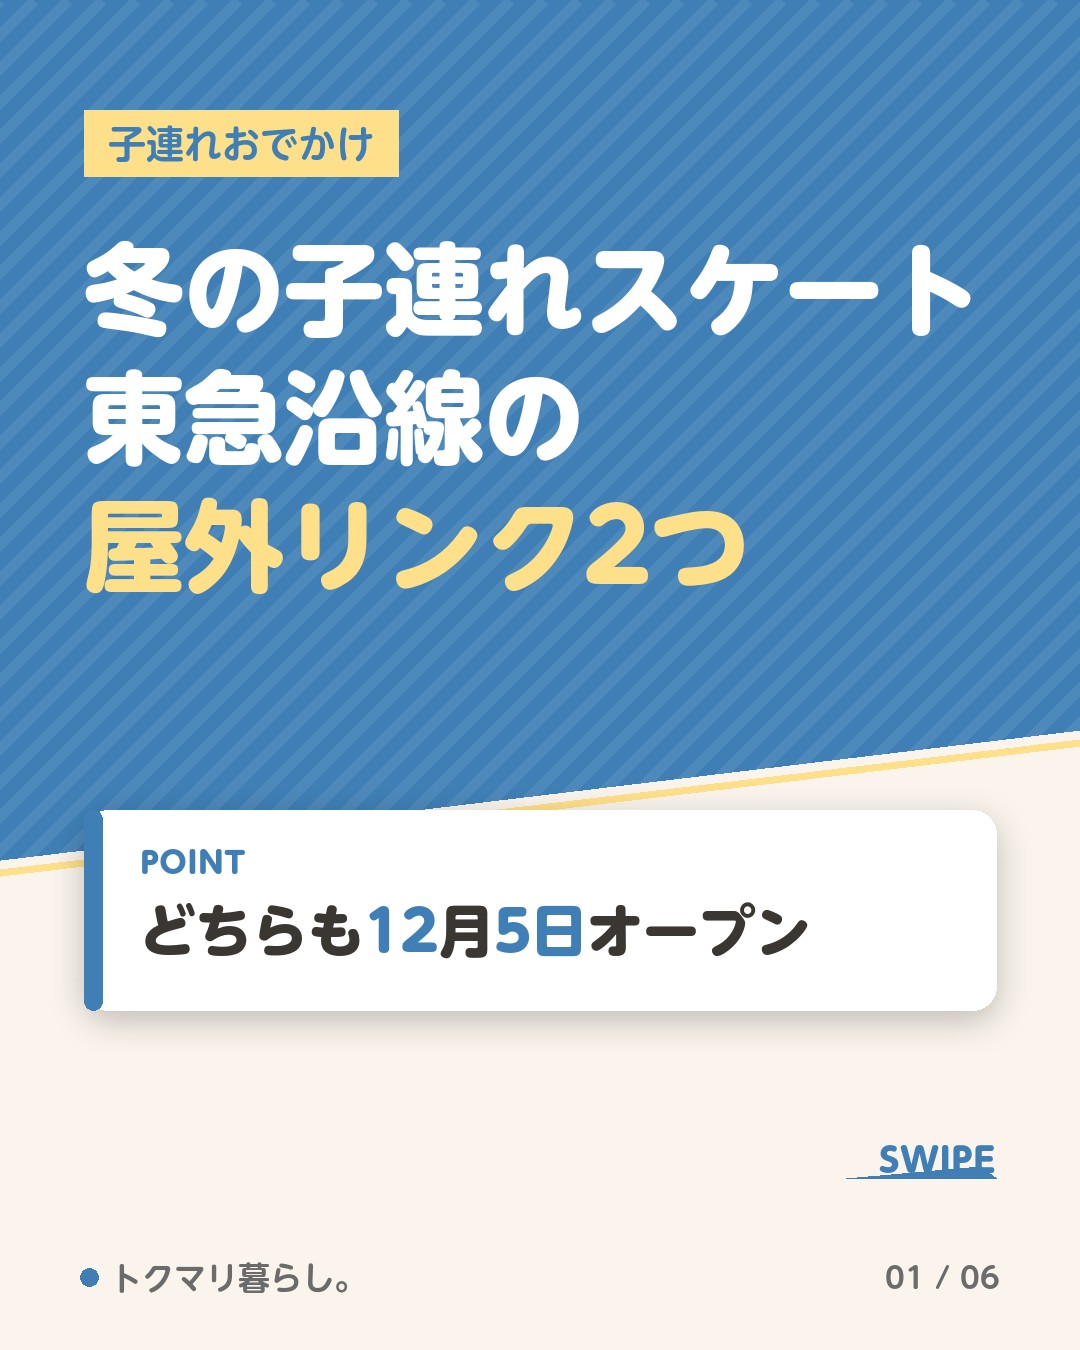 子連れおでかけ
冬の子連れスケート
東急沿線の
屋外リンク2つ
POINT
どちらも12月5日オープン
SWIPE
トクマリ暮らし。
01 / 06